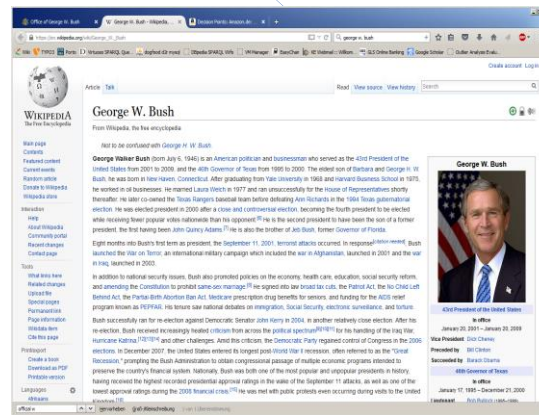 Office of George W. Bush
George W. Bush - Wikipedia, ...
Decision Points: Amazon.de: ...
george w. bush
Create account Log in
Article Talk
Read View source View history
Search
WIKIPEDIA
The Free Encyclopedia
George W. Bush
From Wikipedia, the free encyclopedia
Not to be confused with George H. W. Bush.
Main page
Contents
Featured content
Current events
Random article
Donate to Wikipedia
Wikipedia store
Interaction
Help
About Wikipedia
Community portal
Recent changes
Contact page
Tools
What links here
Related changes
Upload file
Special pages
Permanent link
Page information
Wikidata item
Cite this page
Print/export
Create a book
Download as PDF
Printable version
Languages
George Walker Bush (born July 6, 1946) is an American politician and businessman who served as the 43rd President of the
United States from 2001 to 2009, and the 46th Governor of Texas from 1995 to 2000. The eldest son of Barbara and George H. W.
Bush, he was born in New Haven, Connecticut. After graduating from Yale University in 1968 and Harvard Business School in 1975,
he worked in oil businesses. He married Laura Welch in 1977 and ran unsuccessfully for the House of Representatives shortly
thereafter. He later co-owned the Texas Rangers baseball team before defeating Ann Richards in the 1994 Texas gubernatorial
election. He was elected president in 2000 after a close and controversial election, becoming the fourth president to be elected
while receiving fewer popular votes nationwide than his opponent. He is the second president to have been the son of a former
president, the first having been John Quincy Adams. He is also the brother of Jeb Bush, former Governor of Florida.
Eight months into Bush's first term as president, the September 11, 2001, terrorist attacks occurred. In response[citation needed], Bush
launched the War on Terror, an international military campaign which included the war in Afghanistan, launched in 2001 and the war
in Iraq, launched in 2003.
In addition to national security issues, Bush also promoted policies on the economy, health care, education, social security reform,
and amending the Constitution to prohibit same-sex marriage. He signed into law broad tax cuts, the Patriot Act, the No Child Left
Behind Act, the Partial-Birth Abortion Ban Act, Medicare prescription drug benefits for seniors, and funding for the AIDS relief
program known as PEPFAR. His tenure saw national debates on immigration, Social Security, electronic surveillance, and torture.
Bush successfully ran for re-election against Democratic Senator John Kerry in 2004, in another relatively close election. After his
re-election, Bush received increasingly heated criticism from across the political spectrum for his handling of the Iraq War,
Hurricane Katrina, and other challenges. Amid this criticism, the Democratic Party regained control of Congress in the 2006
elections. In December 2007, the United States entered its longest post-World War II recession, often referred to as the "Great
Recession," prompting the Bush Administration to obtain congressional passage of multiple economic programs intended to
preserve the country's financial system. Nationally, Bush was both one of the most popular and unpopular presidents in history,
having received the highest recorded presidential approval ratings in the wake of the September 11 attacks, as well as one of the
lowest approval ratings during the 2008 financial crisis. He was met with public protests even occurring during visits to the United
Kingdom.
George W. Bush
43rd President of the United States
In office
January 20, 2001 – January 20, 2009
Vice President Dick Cheney
Preceded by Bill Clinton
Succeeded by Barack Obama
46th Governor of Texas
In office
January 17, 1995 – December 21, 2000
Lieutenant Bob Bullock